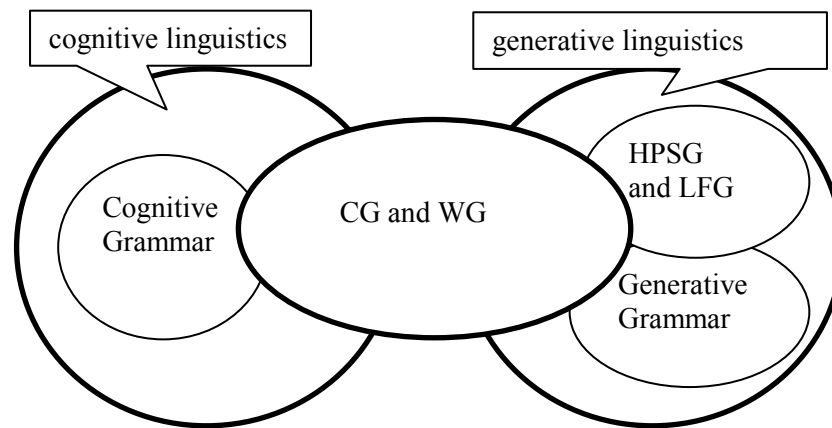 cognitive linguistics
generative linguistics
HPSG
and LFG
Cognitive
Grammar
CG and WG
Generative
Grammar